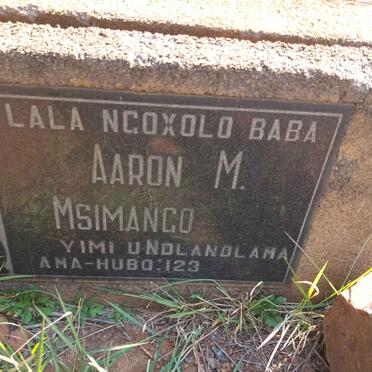 LALA NGOXOLO BABA
AARON M.
MSIMANGO
YIMI U-NDLANDLAMA
AMA-HUBO: 123